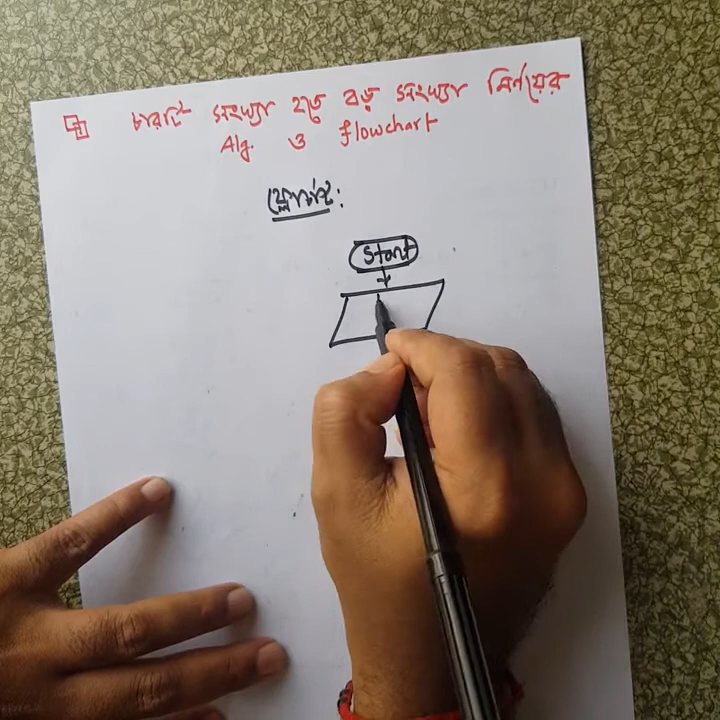 চারটি সংখ্যা হতে বড় সংখ্যা নির্ণয়ের
Alg. ও flowchart
ফ্লোচার্ট:
Start